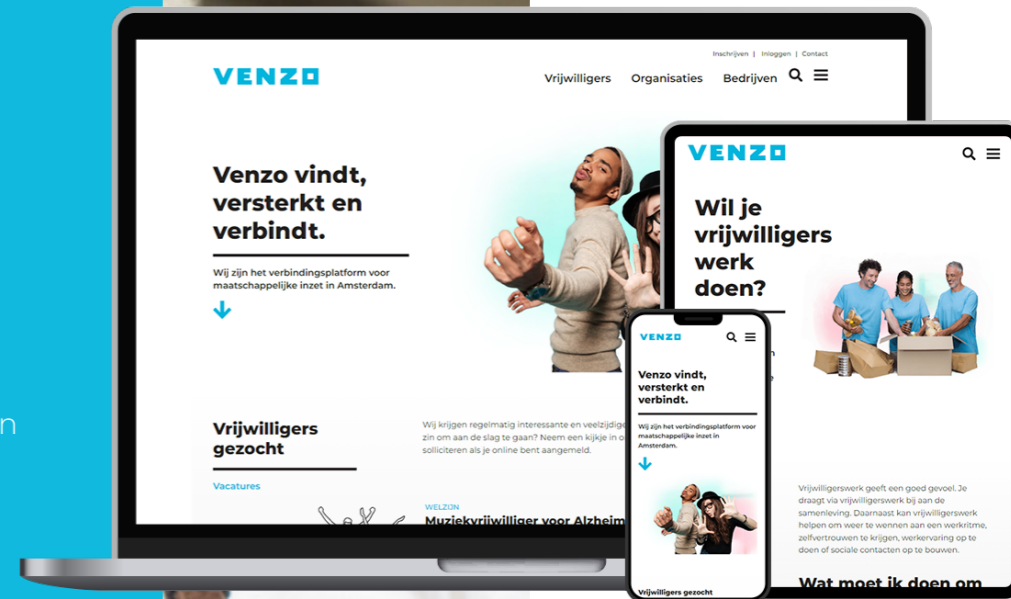 n
Inschrijven | Inloggen | Contact
VENZO
Vrijwilligers Organisaties Bedrijven
Venzo vindt,
versterkt en
verbindt.
Wij zijn het verbindingsplatform voor
maatschappelijke inzet in Amsterdam.
Vrijwilligers
gezocht
Vacatures
Wij krijgen regelmatig interessante en veelzijdige
zin om aan de slag te gaan? Neem een kijkje in o
solliciteren als je online bent aangemeld.
WELZIJN
Muziekvrijwilliger voor Alzheim
VENZO
Wil je
vrijwilligers
werk
doen?
n
Vrijwilligerswerk geeft een goed gevoel. Je
draagt via vrijwilligerswerk bij aan de
samenleving. Daarnaast kan vrijwilligerswerk
helpen om weer te wennen aan een werkritme,
zelfvertrouwen te krijgen, werkervaring op te
doen of sociale contacten op te bouwen.
Wat moet ik doen om
VENZO
Venzo vindt,
versterkt en
verbindt.
Wij zijn het verbindingsplatform voor
maatschappelijke inzet in
Amsterdam.
Vrijwilligers gezocht